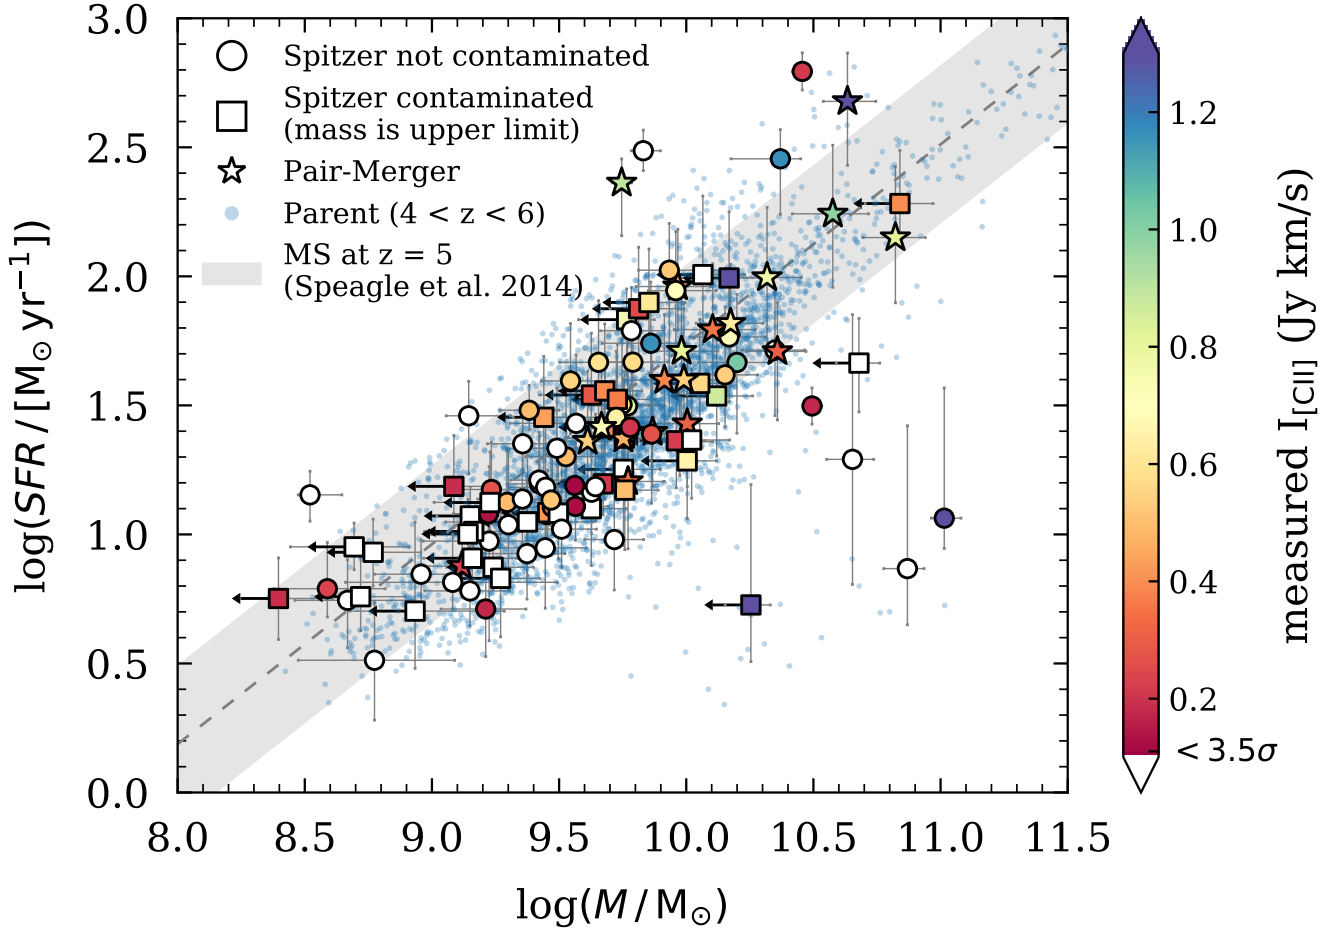 3.0
2.5
2.0
1.5
1.0
0.5
0.0
log(SFR / [M⊙ yr⁻¹])
Spitzer not contaminated
Spitzer contaminated
(mass is upper limit)
Pair-Merger
Parent (4 < z < 6)
MS at z = 5
(Speagle et al. 2014)
8.0 8.5 9.0 9.5 10.0 10.5 11.0 11.5
log(M / M⊙)
1.2
1.0
0.8
0.6
0.4
0.2
< 3.5σ
measured I[CII] (Jy km/s)